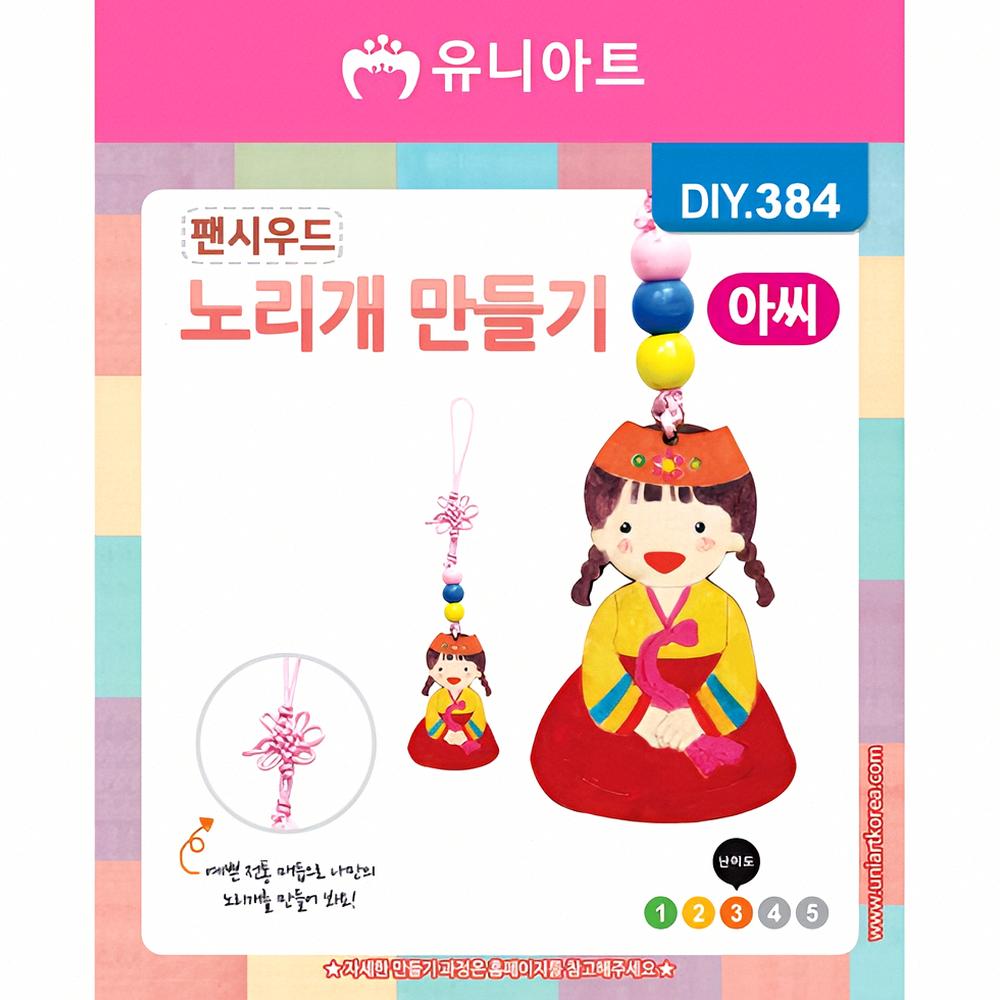 유니아트
DIY.384
팬시우드
노리개 만들기
아씨
예쁜 전통 매듭으로 나만의
노리개를 만들어 봐요!
난이도
1 2 3 4 5
www.uniartkorea.com
★자세한 만들기 과정은 홈페이지를 참고해주세요★